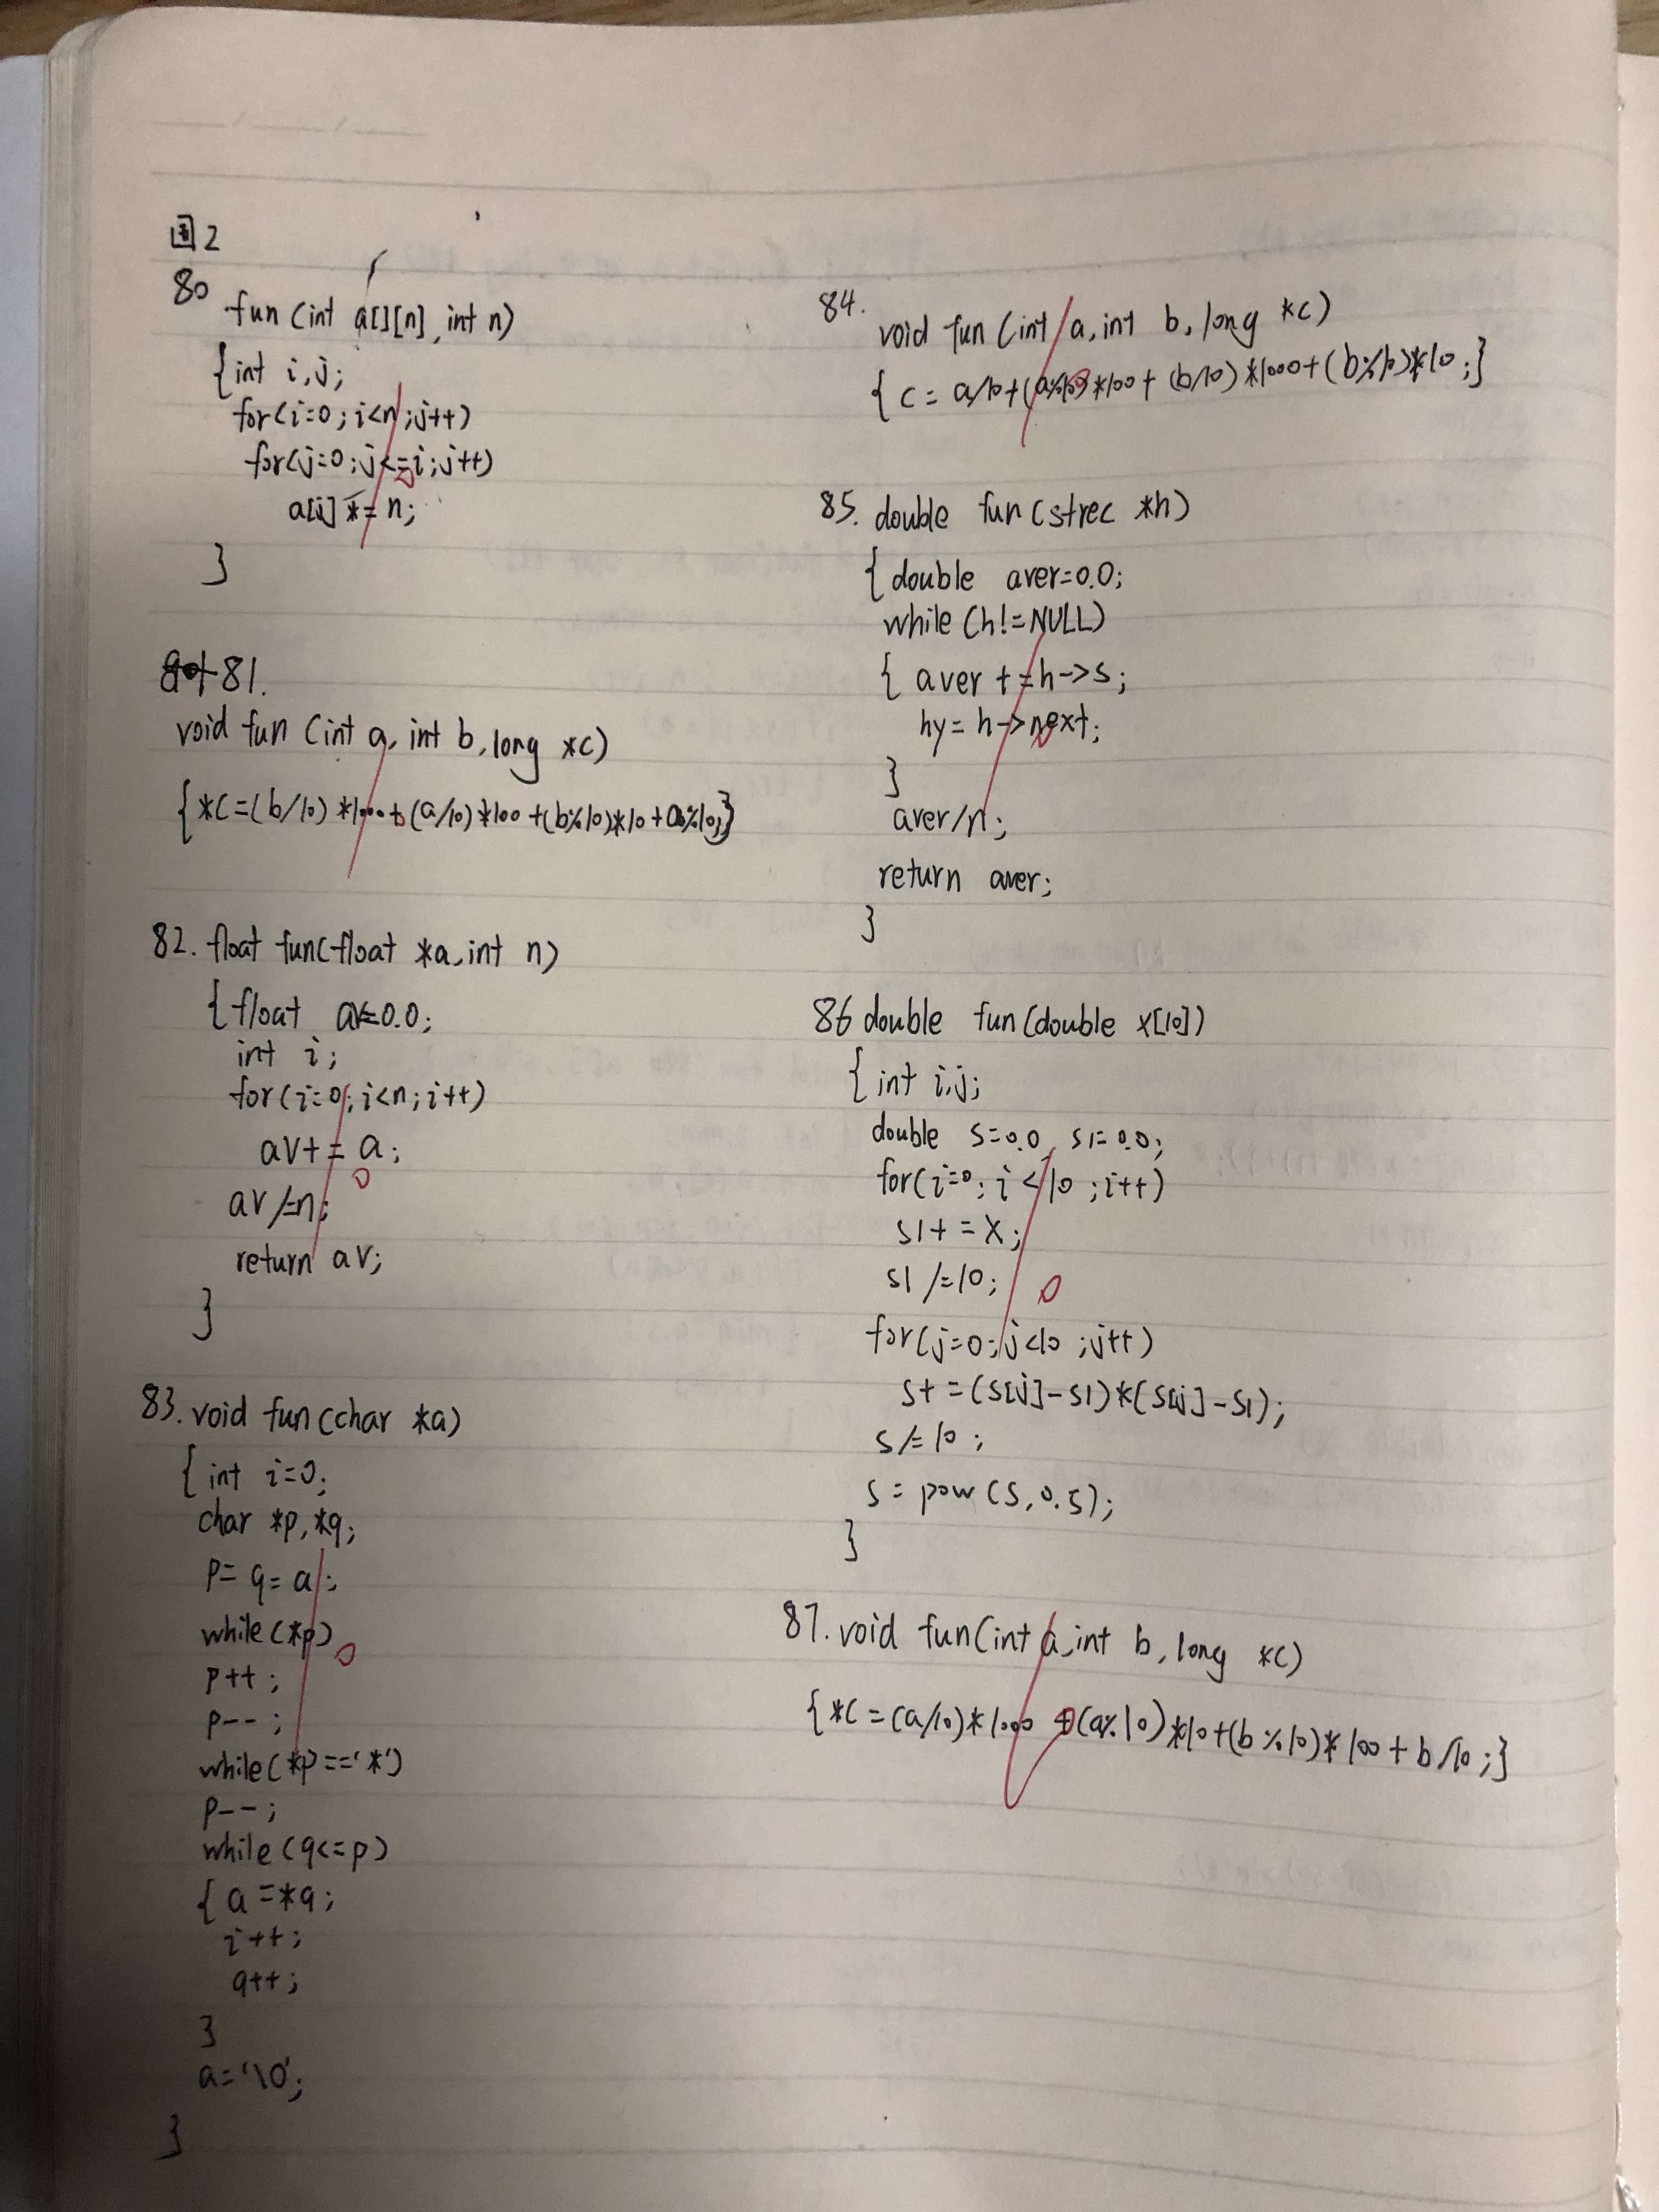 图2
80
fun (int a[][n], int n)
{int i,j;
for(i=0;i<n;j++)
for(j=0;j<=i;j++)
a[i] *= n;
}
81.
void fun (int a, int b, long *c)
{*c=(b/10)*1000+(a/10)*100+(b%10)*10+a%10;}
82. float fun(float *a, int n)
{float av=0.0;
int i;
for(i=0;i<n;i++)
av+=a;
av/=n;
return av;
}
83. void fun(char *a)
{int i=0;
char *p,*q;
p=q=a;
while(*p)
p++;
p--;
while(*p=='*')
p--;
while(q<=p)
{a=*q;
i++;
q++;
}
a='\0';
}
84.
void fun (int a, int b, long *c)
{c= a/10+(a%10)*100+(b/10)*1000+(b%10)*10;}
85. double fun(strec *h)
{double aver=0.0;
while(h!=NULL)
{ aver +=h->s;
h=h->next;
}
aver/n;
return aver;
}
86 double fun(double x[10])
{int i,j;
double s=0.0, s1=0.0;
for(i=0; i<10 ;i++)
s1+=x;
s1/=10;
for(j=0;j<10 ;j++)
s+=(s[j]-s1)*(s[j]-s1);
s/=10;
s=pow(s,0.5);
}
87. void fun(int a, int b, long *c)
{*c=(a/10)*1000+(a%10)*10+(b%10)*100+b/10;}